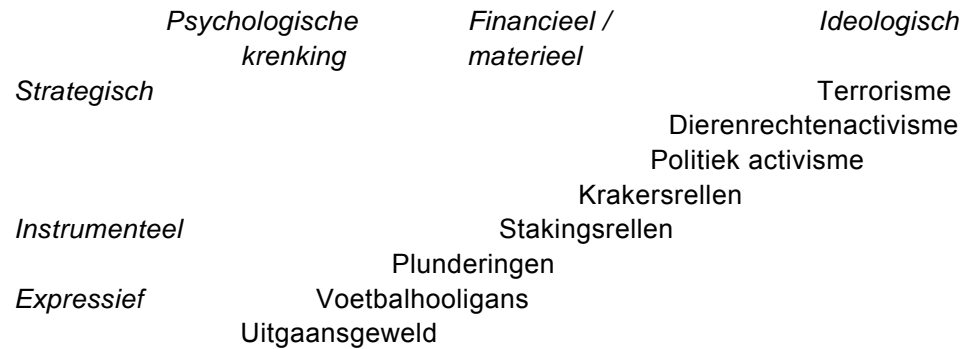 Psychologische Financieel / Ideologisch
krenking materieel
Strategisch Terrorisme
Dierenrechtenactivisme
Politiek activisme
Krakersrellen
Instrumenteel Stakingsrellen
Plunderingen
Expressief Voetbalhooligans
Uitgaansgeweld